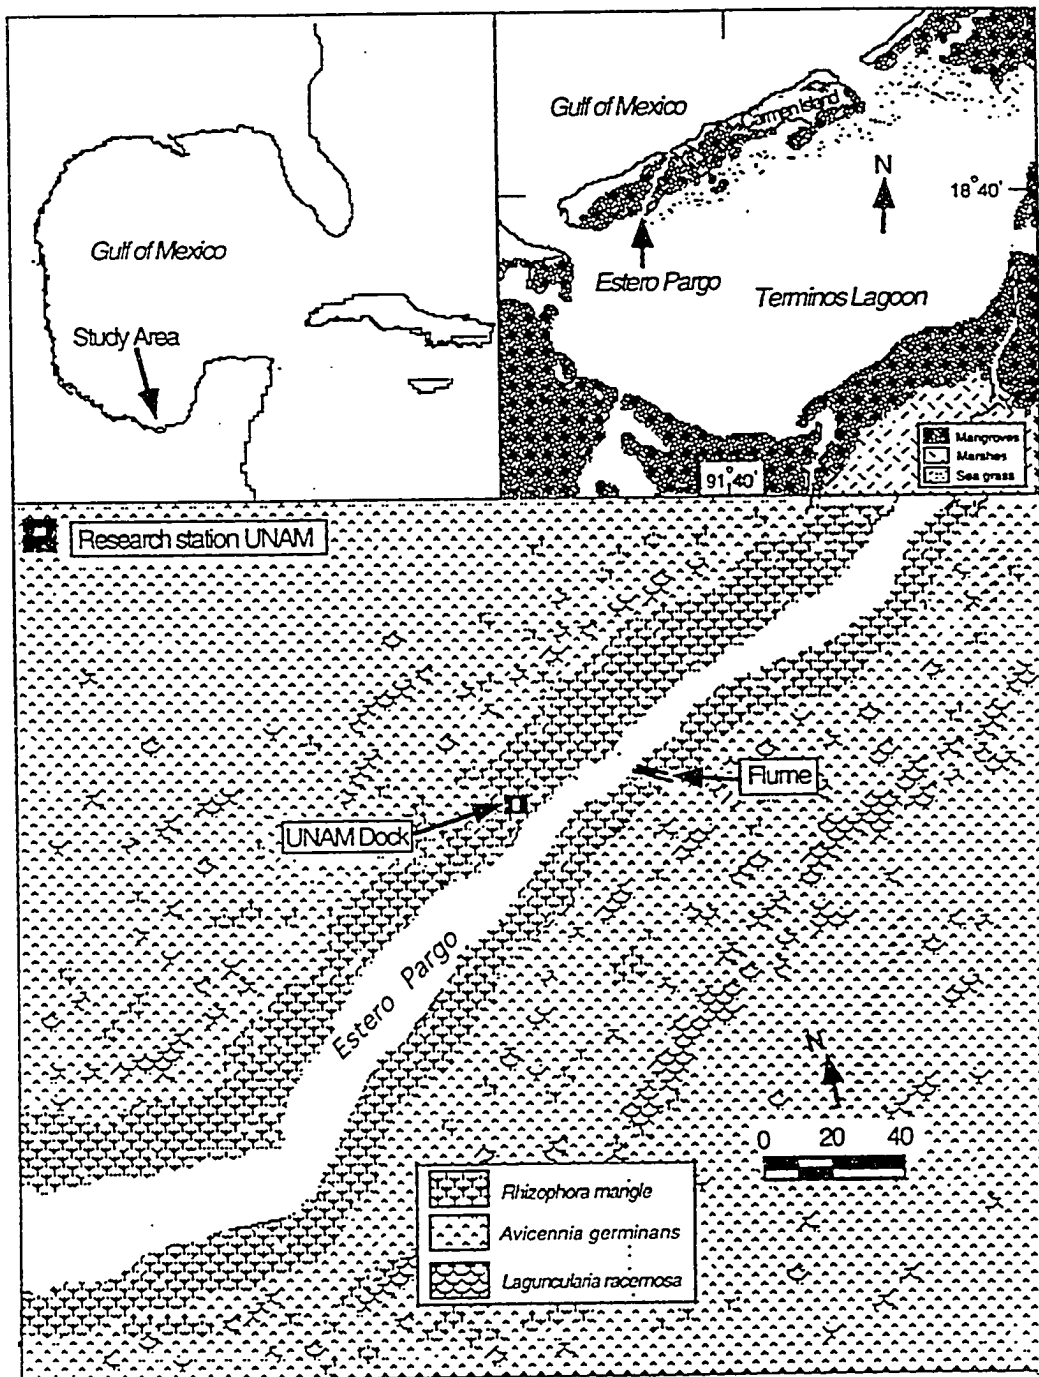 Gulf of Mexico
Study Area
Gulf of Mexico
Carmen Island
N
18°40'
Estero Pargo
Terminos Lagoon
Mangroves
Marshes
Sea grass
91°40'
Research station UNAM
Flume
UNAM Dock
Estero Pargo
N
0 20 40
Rhizophora mangle
Avicennia germinans
Laguncularia racemosa